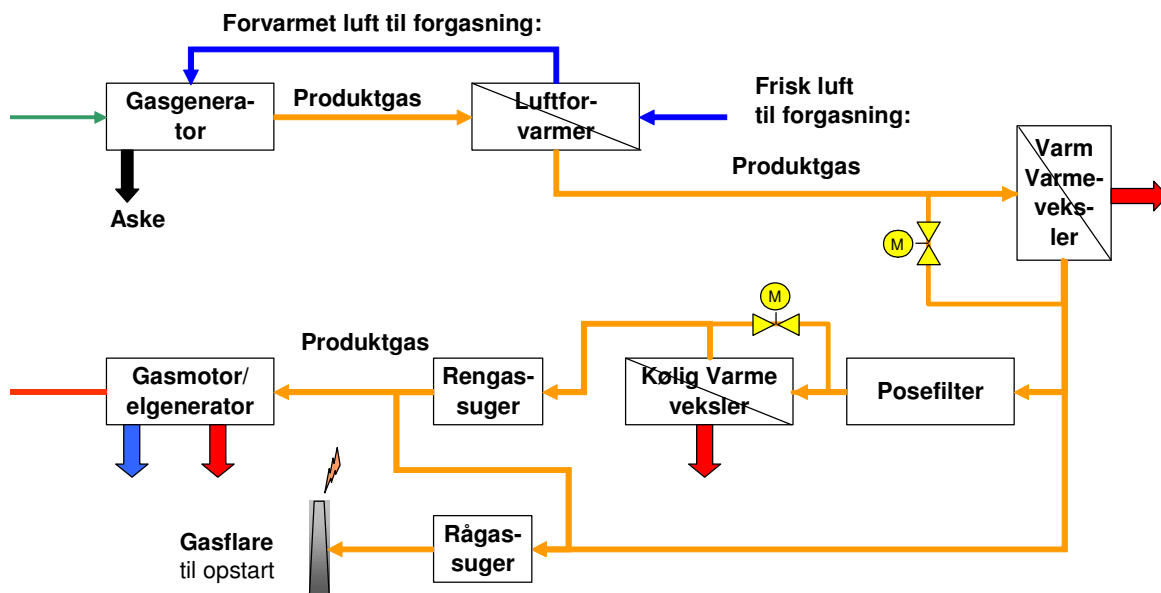 Forvarmet luft til forgasning:
Gasgenera-
tor
Produktgas
Luftfor-
varmer
Frisk luft
til forgasning:
Aske
Produktgas
Varm
Varme-
veks-
ler
M
M
Produktgas
Gasmotor/
elgenerator
Rengas-
suger
Kølig Varme
veksler
Posefilter
Gasflare
til opstart
Rågas-
suger